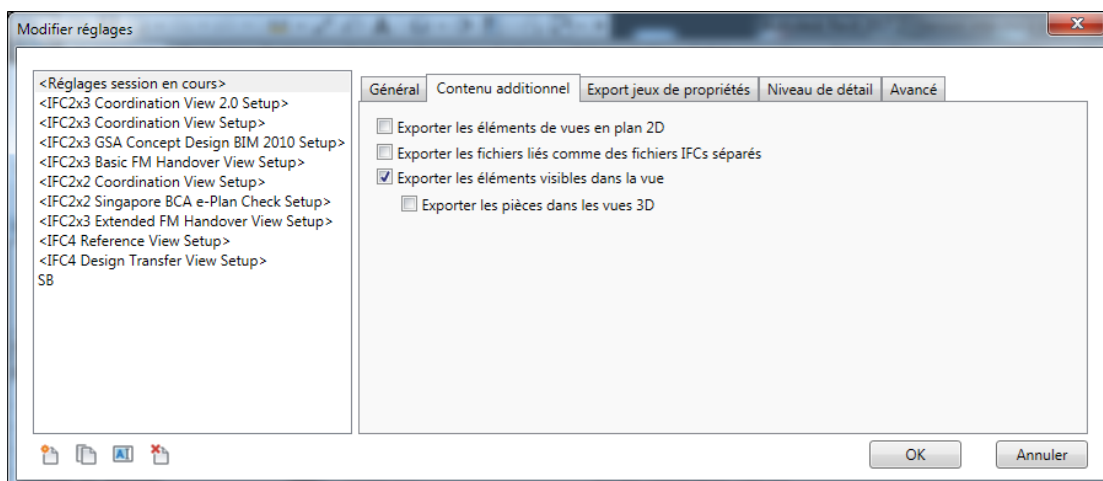 Modifier réglages
<Réglages session en cours>
<IFC2x3 Coordination View 2.0 Setup>
<IFC2x3 Coordination View Setup>
<IFC2x3 GSA Concept Design BIM 2010 Setup>
<IFC2x3 Basic FM Handover View Setup>
<IFC2x2 Coordination View Setup>
<IFC2x2 Singapore BCA e-Plan Check Setup>
<IFC2x3 Extended FM Handover View Setup>
<IFC4 Reference View Setup>
<IFC4 Design Transfer View Setup>
SB
Général Contenu additionnel Export jeux de propriétés Niveau de détail Avancé
Exporter les éléments de vues en plan 2D
Exporter les fichiers liés comme des fichiers IFCs séparés
Exporter les éléments visibles dans la vue
Exporter les pièces dans les vues 3D
OK Annuler